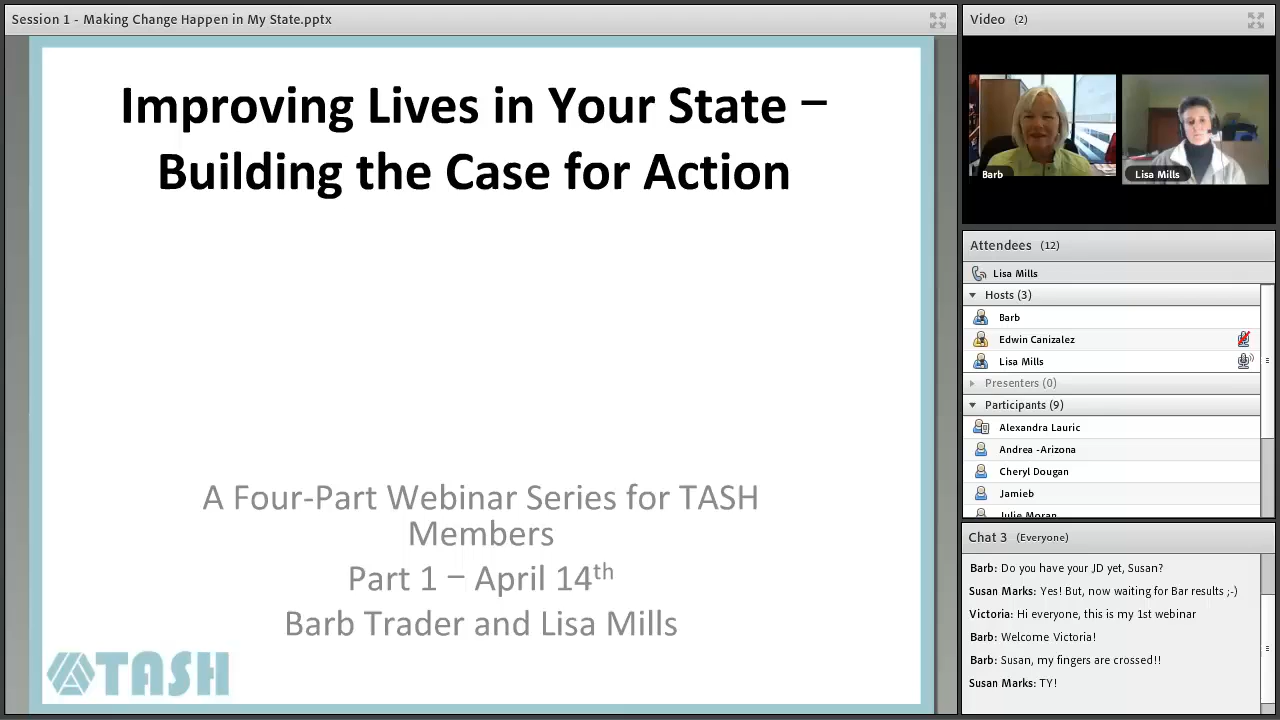 Session 1 - Making Change Happen in My State.pptx
Improving Lives in Your State –
Building the Case for Action
A Four-Part Webinar Series for TASH
Members
Part 1 – April 14th
Barb Trader and Lisa Mills
TASH
Video (2)
Barb
Lisa Mills
Attendees (12)
Lisa Mills
Hosts (3)
Barb
Edwin Canizalez
Lisa Mills
Presenters (0)
Participants (9)
Alexandra Lauric
Andrea -Arizona
Cheryl Dougan
Jamieb
Julie Moran
Chat 3 (Everyone)
Barb: Do you have your JD yet, Susan?
Susan Marks: Yes! But, now waiting for Bar results ;-)
Victoria: Hi everyone, this is my 1st webinar
Barb: Welcome Victoria!
Barb: Susan, my fingers are crossed!!
Susan Marks: TY!